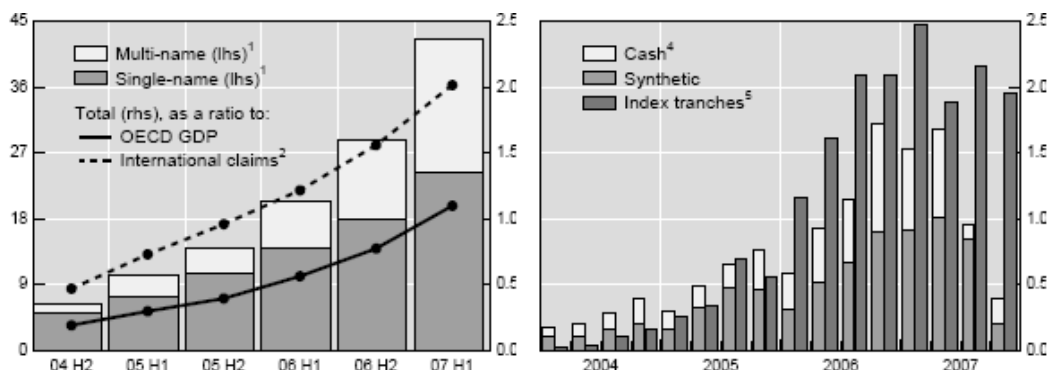 45
36
27
18
9
0
Multi-name (lhs)¹
Single-name (lhs)¹
Total (rhs), as a ratio to:
OECD GDP
International claims²
2.5
2.0
1.5
1.0
0.5
0.0
04 H2 05 H1 05 H2 06 H1 06 H2 07 H1
Cash⁴
Synthetic
Index tranches⁵
2.5
2.0
1.5
1.0
0.5
0.0
2004 2005 2006 2007